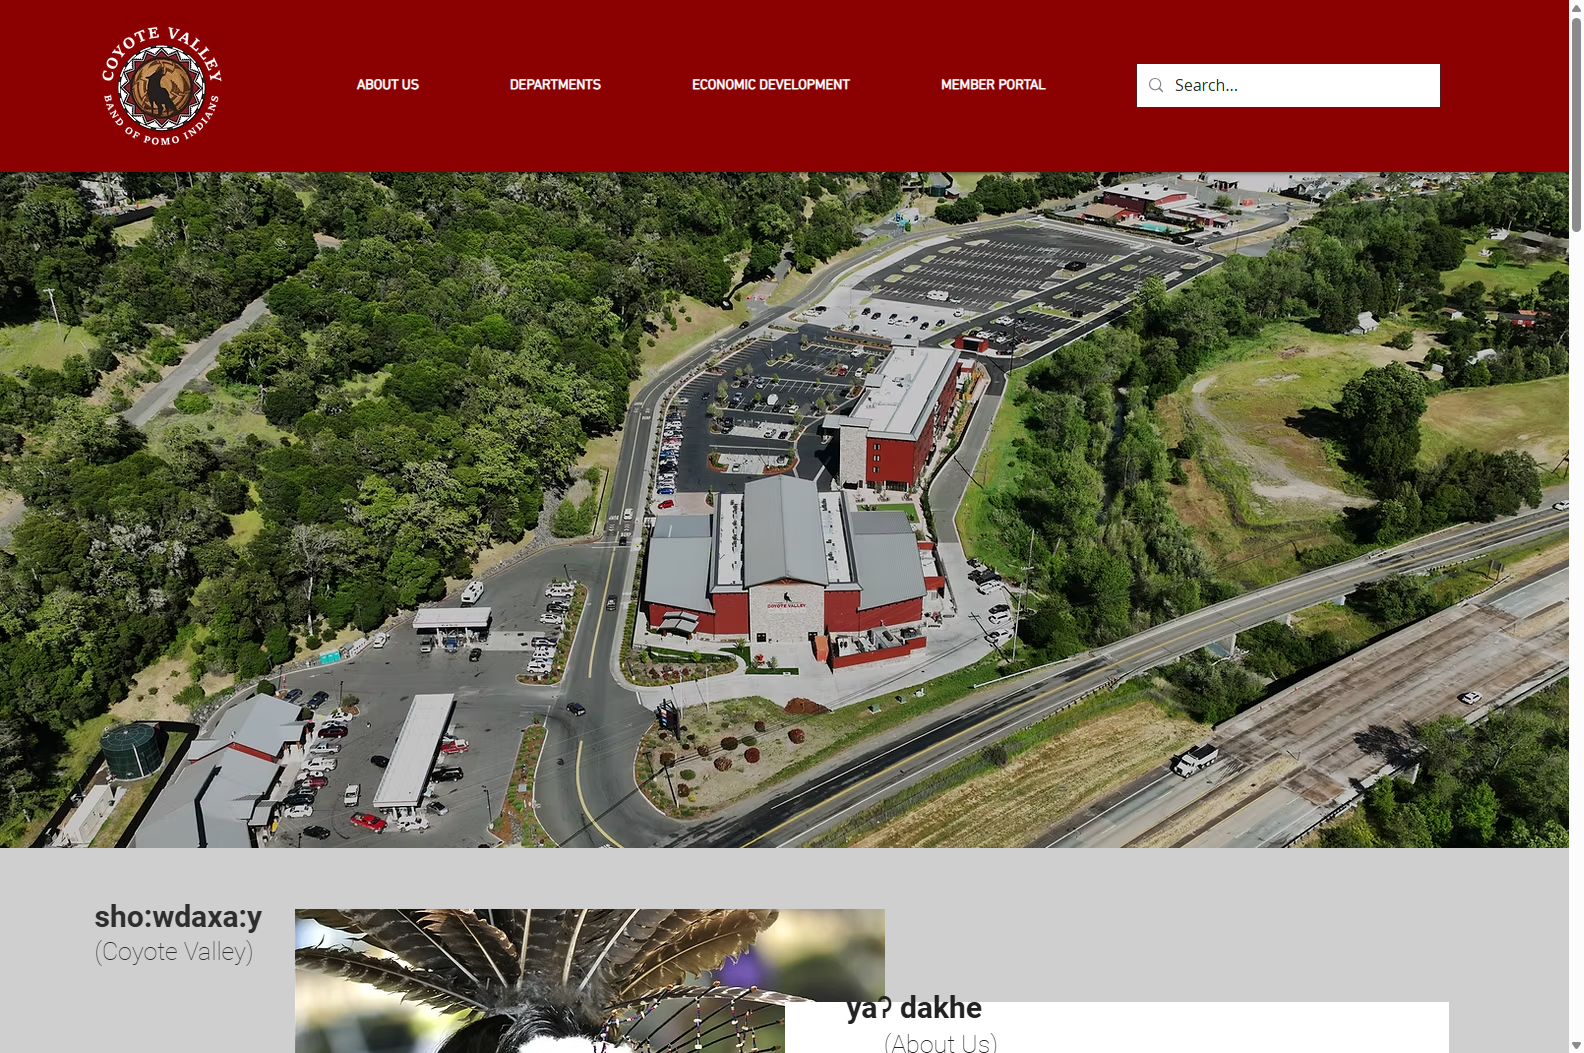 COYOTE VALLEY
BAND OF POMO INDIANS
ABOUT US
DEPARTMENTS
ECONOMIC DEVELOPMENT
MEMBER PORTAL
Search...
COYOTE VALLEY
sho:wdaxa:y
(Coyote Valley)
yaʔ dakhe
(About Us)